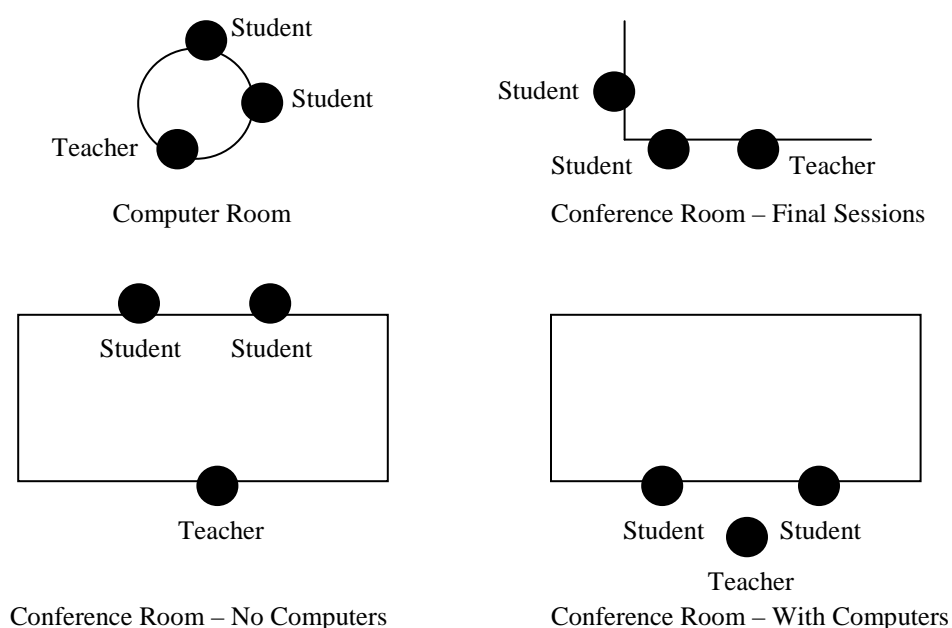 Student
Student
Teacher
Computer Room
Student
Student
Teacher
Conference Room – Final Sessions
Student
Student
Teacher
Conference Room – No Computers
Student
Student
Teacher
Conference Room – With Computers